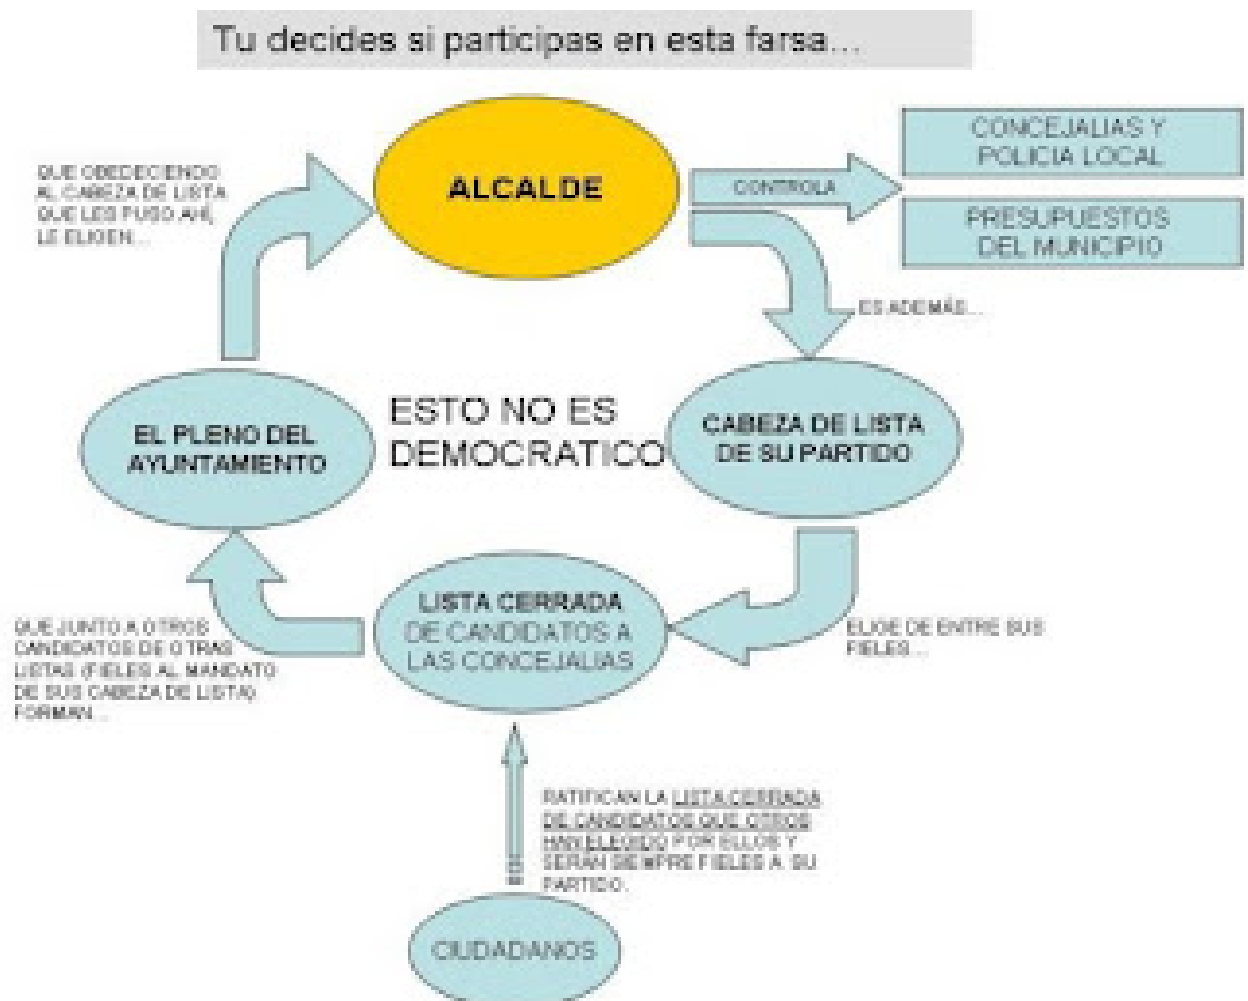 Tu decides si participas en esta farsa...
ALCALDE
CONTROLA
CONCEJALIAS Y
POLICIA LOCAL
PRESUPUESTOS
DEL MUNICIPIO
ES ADEMÁS...
CABEZA DE LISTA
DE SU PARTIDO
ELIGE DE ENTRE SUS
FIELES...
LISTA CERRADA
DE CANDIDATOS A
LAS CONCEJALIAS
QUE JUNTO A OTROS
CANDIDATOS DE OTRAS
LISTAS (FIELES AL MANDATO
DE SUS CABEZA DE LISTA)
FORMAN...
EL PLENO DEL
AYUNTAMIENTO
QUE OBEDECIENDO
AL CABEZA DE LISTA
QUE LES PUSO AHÍ,
LE ELIGEN...
ESTO NO ES
DEMOCRATICO
RATIFICAN LA LISTA CERRADA
DE CANDIDATOS QUE OTROS
HAN ELEGIDO POR ELLOS Y
SERÁN SIEMPRE FIELES A SU
PARTIDO.
CIUDADANOS